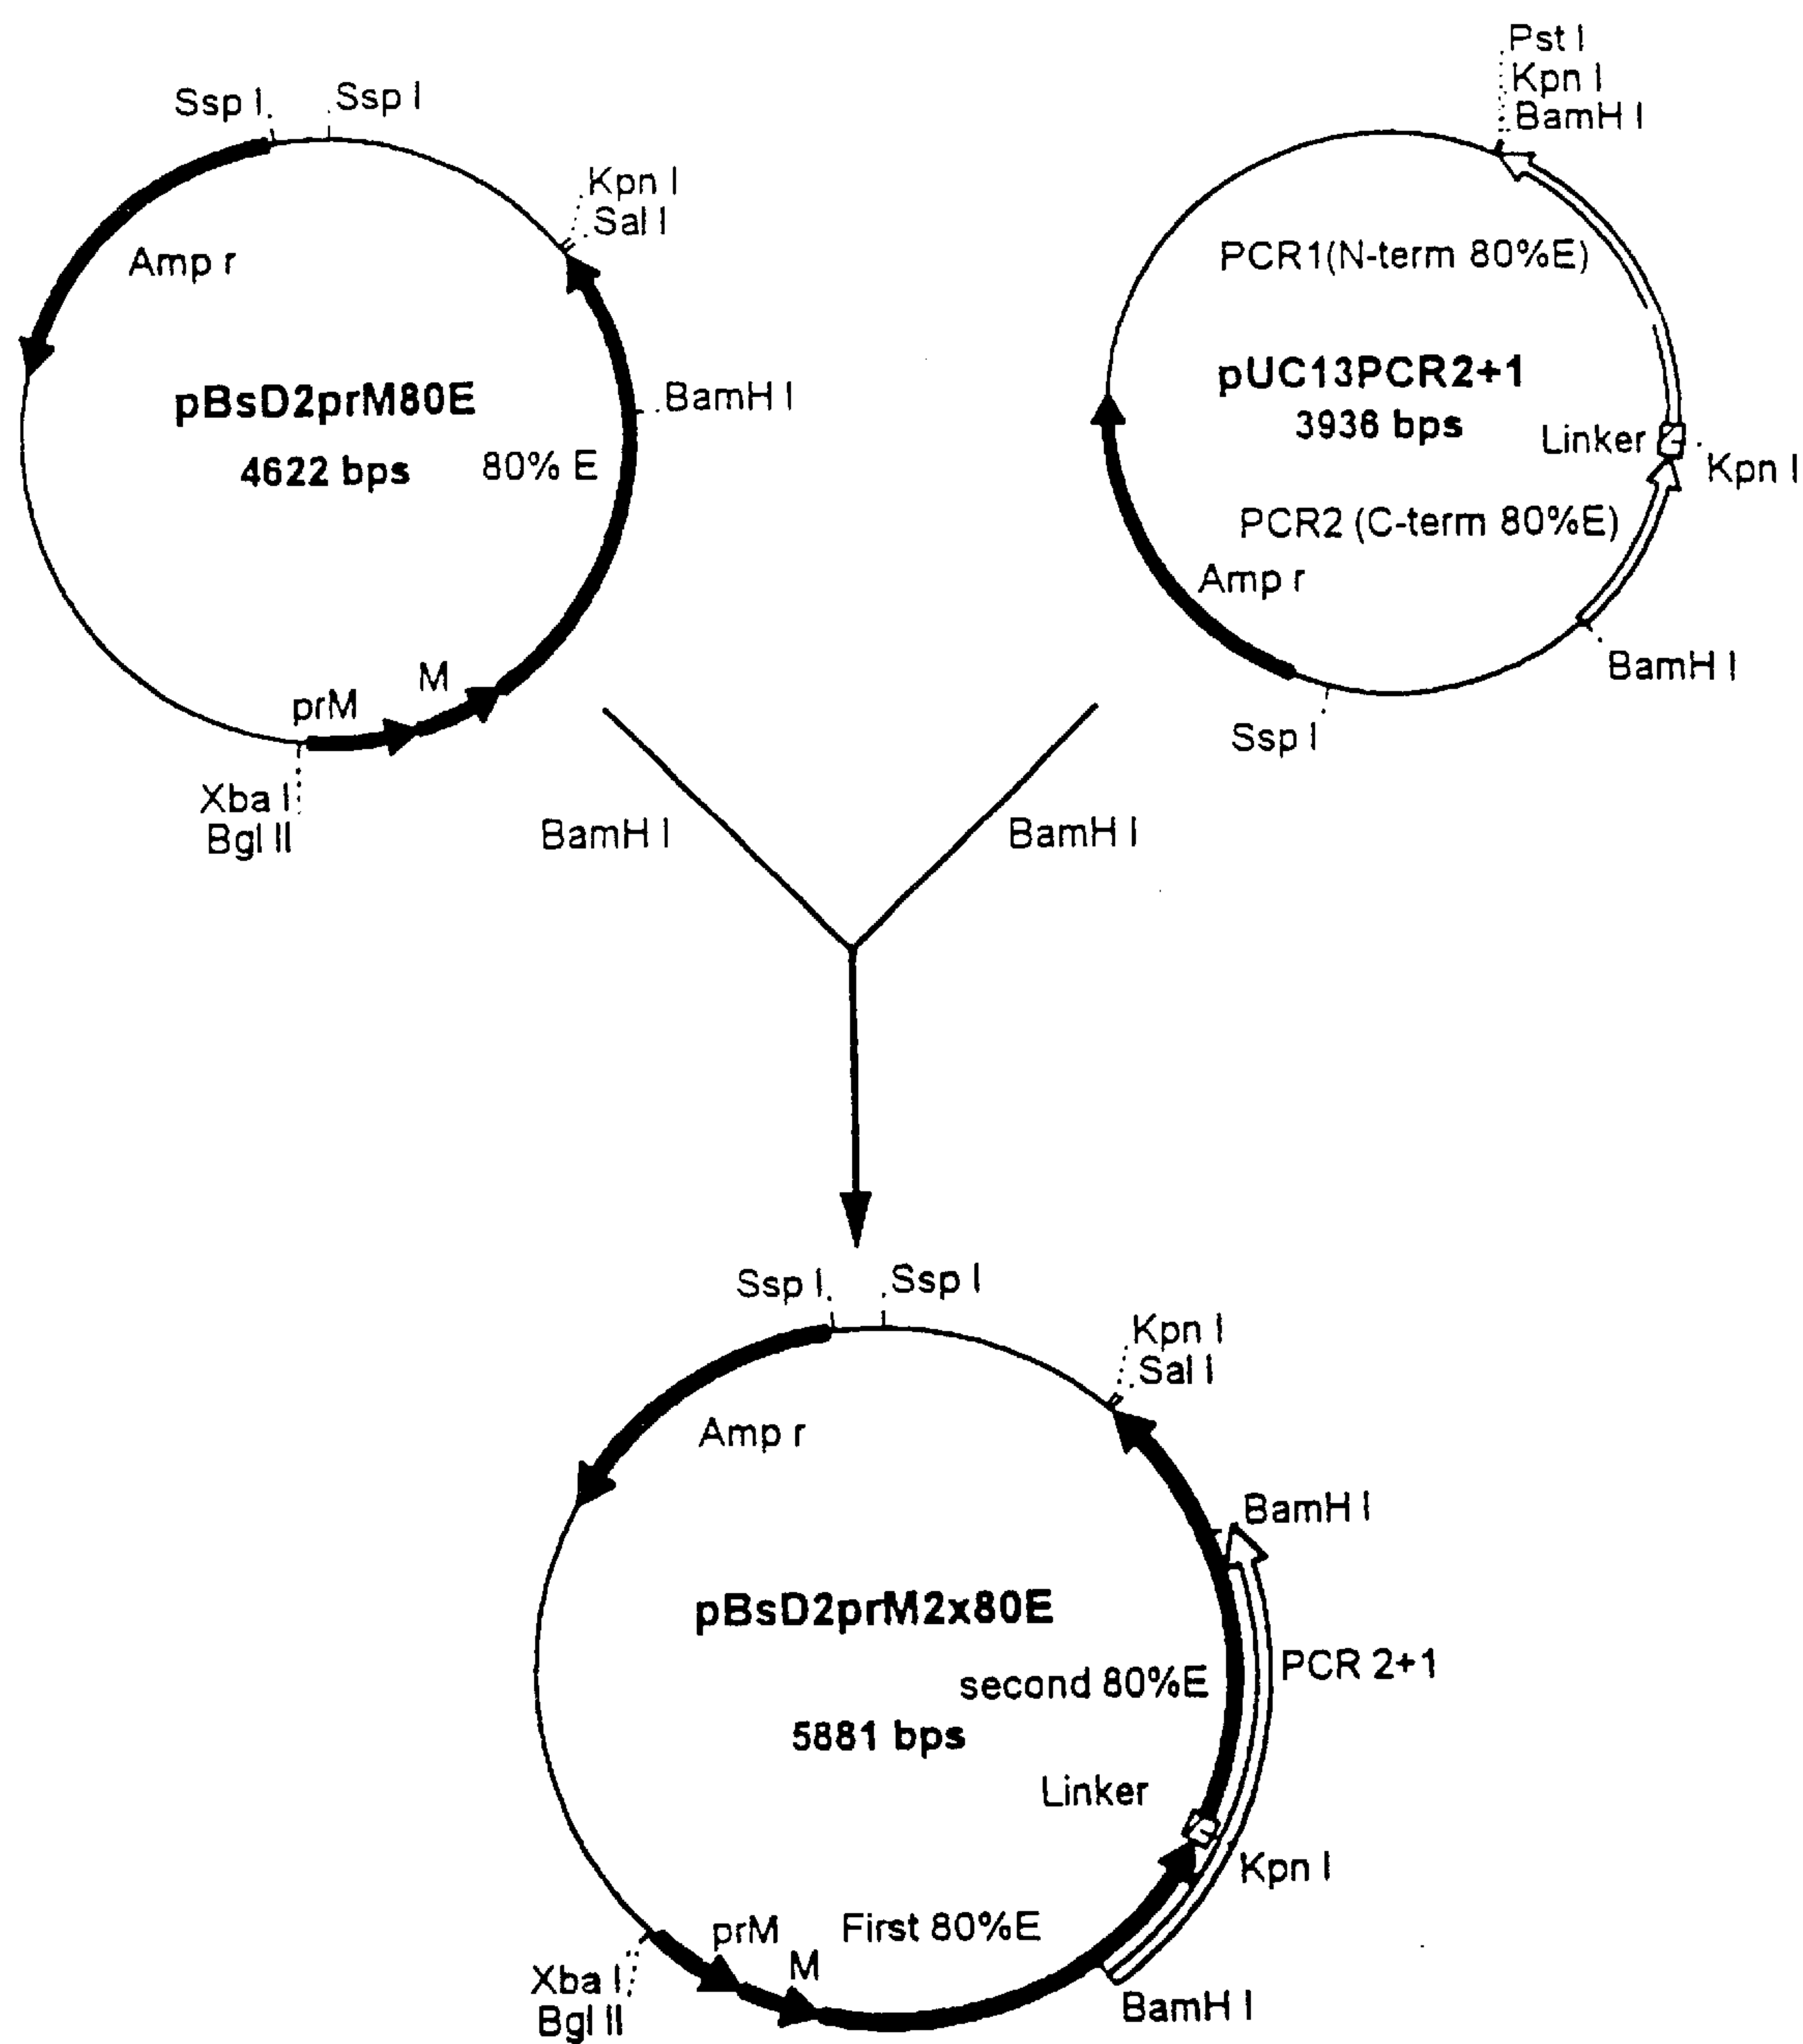 Ssp I
Ssp I
Kpn I
Sal I
Amp r
pBsD2prM80E
4622 bps
80% E
BamH I
prM
M
Xba I
Bgl II
Pst I
Kpn I
BamH I
PCR1(N-term 80%E)
pUC13PCR2+1
3936 bps
Linker
Kpn I
PCR2 (C-term 80%E)
Amp r
BamH I
Ssp I
BamH I
BamH I
Ssp I
Ssp I
Kpn I
Sal I
Amp r
BamH I
pBsD2prM2x80E
second 80%E
PCR 2+1
5881 bps
Linker
Kpn I
prM
M
First 80%E
Xba I
Bgl II
BamH I